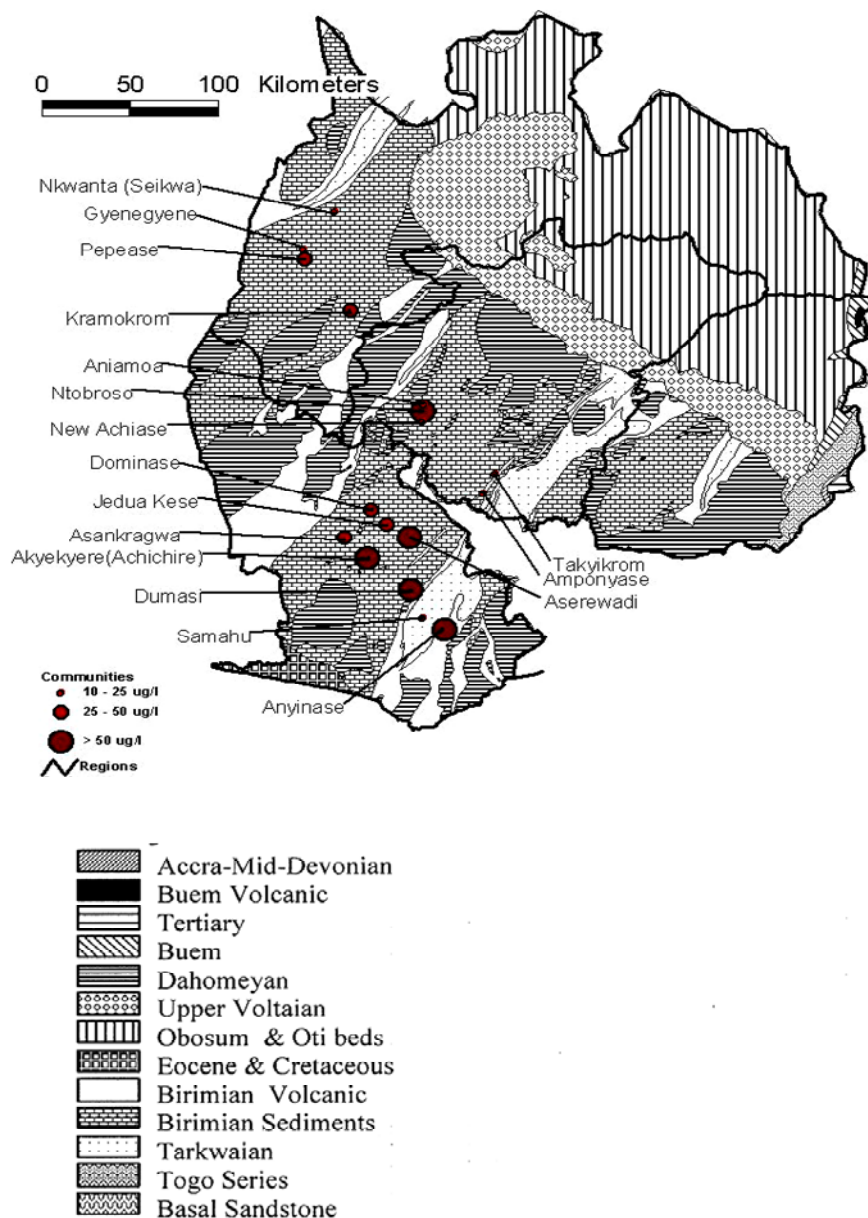 0 50 100 Kilometers
Nkwanta (Seikwa)
Gyenegyene
Pepease
Kramokrom
Aniamoa
Ntobroso
New Achiase
Dominase
Jedua Kese
Asankragwa
Akyekyere(Achichire)
Dumasi
Samahu
Anyinase
Takyikrom
Amponyase
Aserewadi
Communities
10 - 25 ug/l
25 - 50 ug/l
> 50 ug/l
Regions
Accra-Mid-Devonian
Buem Volcanic
Tertiary
Buem
Dahomeyan
Upper Voltaian
Obosum & Oti beds
Eocene & Cretaceous
Birimian Volcanic
Birimian Sediments
Tarkwaian
Togo Series
Basal Sandstone